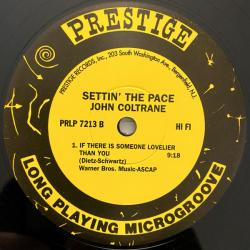 PRESTIGE
PRESTIGE RECORDS, INC., 203 South Washington Ave., Bergenfield, N.J.
SETTIN' THE PACE
JOHN COLTRANE
PRLP 7213 B HI FI
1. IF THERE IS SOMEONE LOVELIER
THAN YOU 9:18
(Dietz-Schwartz)
Warner Bros. Music-ASCAP
LONG PLAYING MICROGROOVE